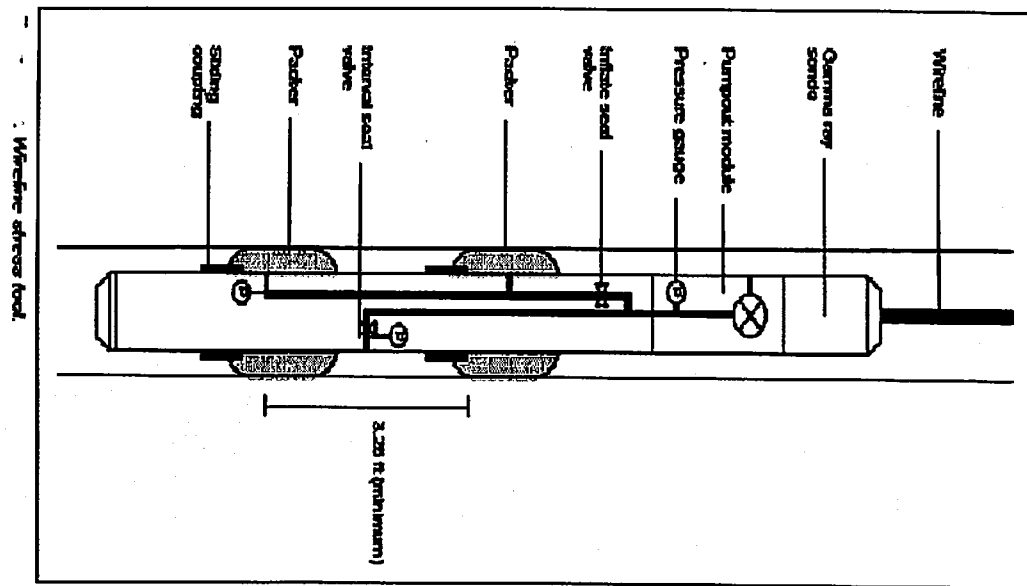 Wireline
Gamma ray
sonde
Pumpout module
Pressure gauge
Inflate seal
valve
Packer
Interval seal
valve
Packer
Sliding
coupling
P
P
P
3.28 ft (minimum)
Wireline stress tool.